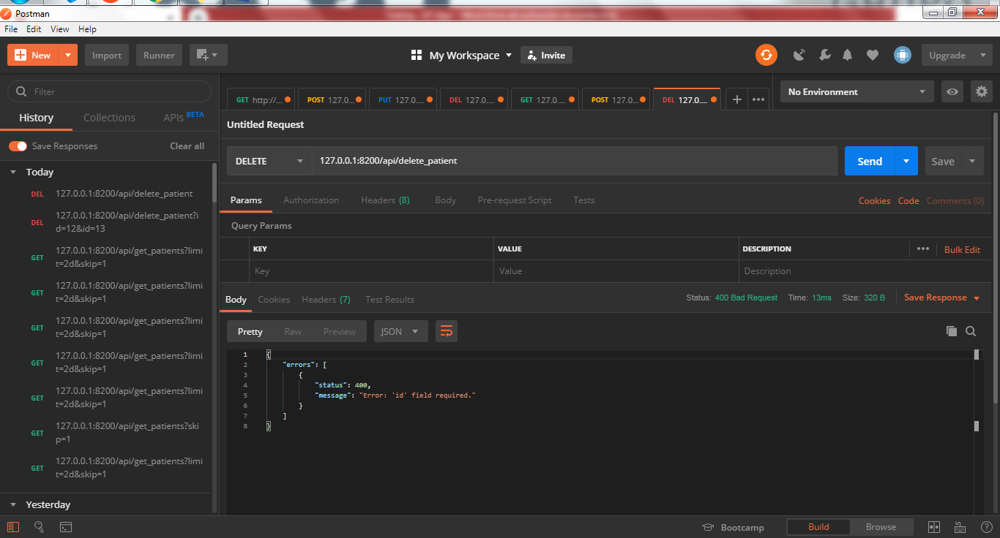 Postman
File Edit View Help
New Import Runner My Workspace Invite Upgrade
Filter
History Collections APIs BETA
Save Responses Clear all
Today
DEL 127.0.0.1:8200/api/delete_patient
DEL 127.0.0.1:8200/api/delete_patient?i
d=12&id=13
GET 127.0.0.1:8200/api/get_patients?limi
t=2d&skip=1
GET 127.0.0.1:8200/api/get_patients?limi
t=2d&skip=1
GET 127.0.0.1:8200/api/get_patients?limi
t=2d&skip=1
GET 127.0.0.1:8200/api/get_patients?limi
t=2d&skip=1
GET 127.0.0.1:8200/api/get_patients?limi
t=2d&skip=1
GET 127.0.0.1:8200/api/get_patients?ski
p=1
GET 127.0.0.1:8200/api/get_patients?limi
t=2d&skip=1
Yesterday
GET http://... POST 127.0.... PUT 127.0.... DEL 127.0.... GET 127.0.... POST 127.0.... DEL 127.0....
No Environment
Untitled Request
DELETE 127.0.0.1:8200/api/delete_patient Send Save
Params Authorization Headers (8) Body Pre-request Script Tests Cookies Code Comments (0)
Query Params
KEY VALUE DESCRIPTION Bulk Edit
Key Value Description
Body Cookies Headers (7) Test Results Status: 400 Bad Request Time: 13ms Size: 320 B Save Response
Pretty Raw Preview JSON
1 {
2 "errors": [
3 {
4 "status": 400,
5 "message": "Error: 'id' field required."
6 }
7 ]
8 }
Bootcamp Build Browse